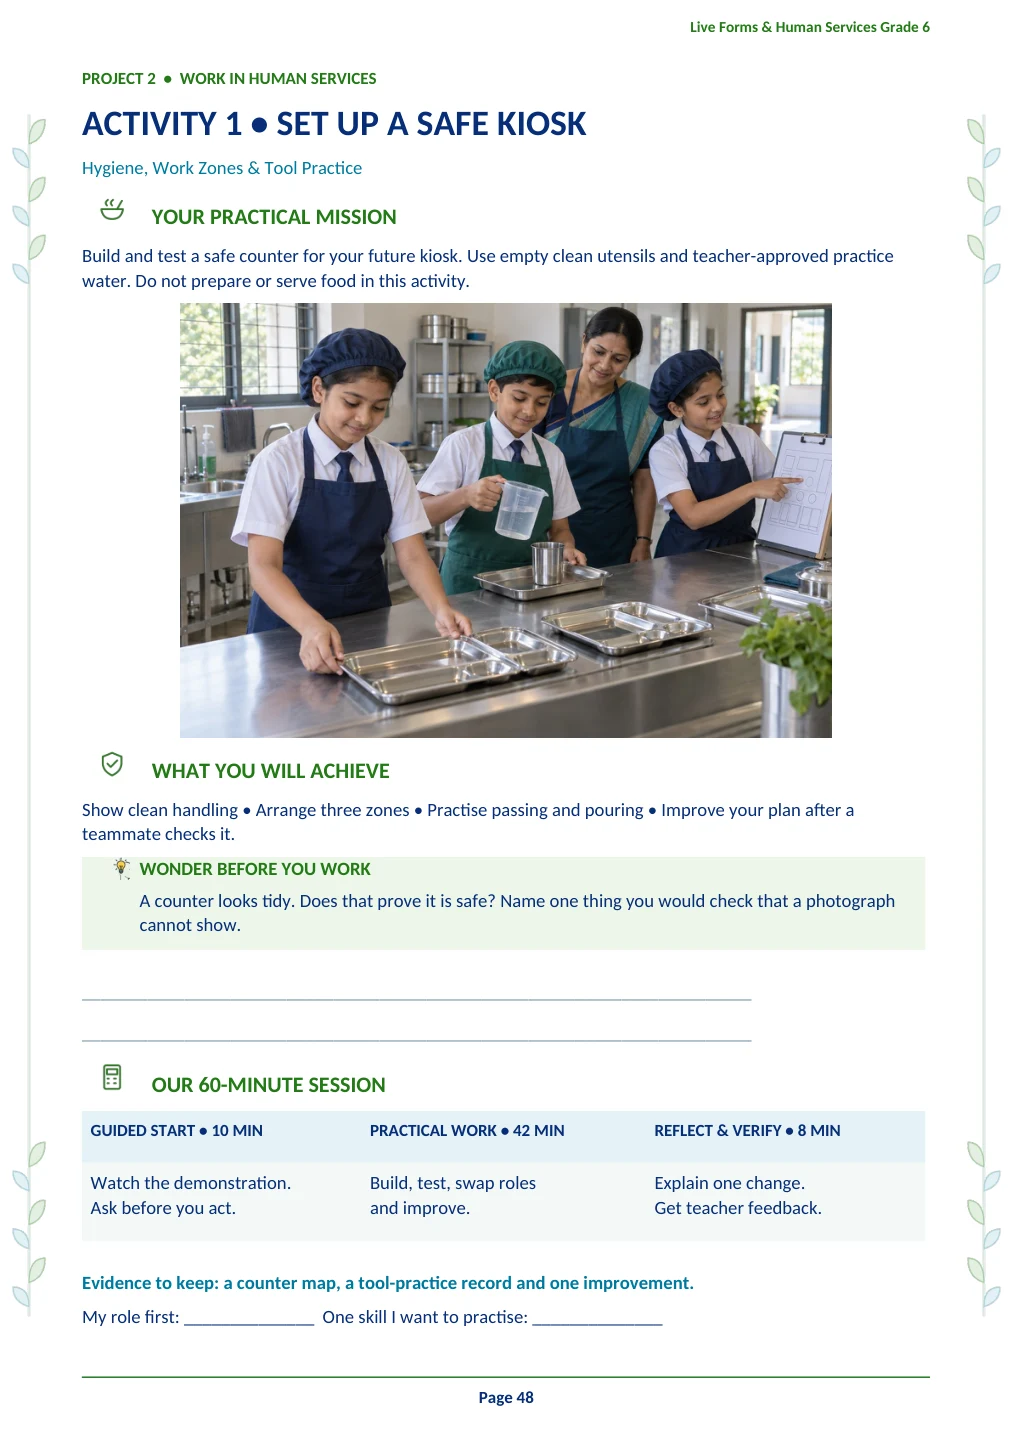 Live Forms & Human Services Grade 6
PROJECT 2 ● WORK IN HUMAN SERVICES
ACTIVITY 1 ● SET UP A SAFE KIOSK
Hygiene, Work Zones & Tool Practice
YOUR PRACTICAL MISSION
Build and test a safe counter for your future kiosk. Use empty clean utensils and teacher-approved practice
water. Do not prepare or serve food in this activity.
WHAT YOU WILL ACHIEVE
Show clean handling ● Arrange three zones ● Practise passing and pouring ● Improve your plan after a
teammate checks it.
WONDER BEFORE YOU WORK
A counter looks tidy. Does that prove it is safe? Name one thing you would check that a photograph
cannot show.
OUR 60-MINUTE SESSION
GUIDED START ● 10 MIN
Watch the demonstration.
Ask before you act.
PRACTICAL WORK ● 42 MIN
Build, test, swap roles
and improve.
REFLECT & VERIFY ● 8 MIN
Explain one change.
Get teacher feedback.
Evidence to keep: a counter map, a tool-practice record and one improvement.
My role first: ______________ One skill I want to practise: ______________
Page 48